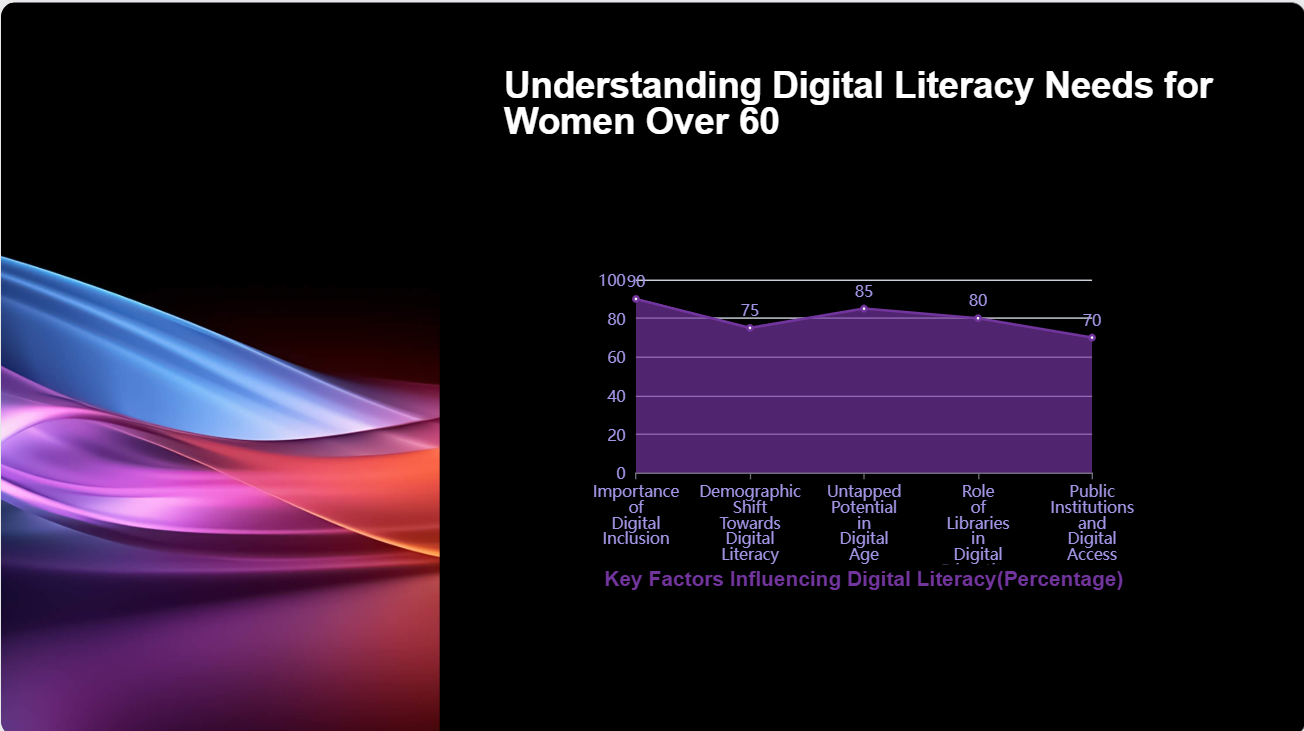 Understanding Digital Literacy Needs for
Women Over 60
100
90
80
60
40
20
0
75
85
80
70
Importance
of
Digital
Inclusion
Demographic
Shift
Towards
Digital
Literacy
Untapped
Potential
in
Digital
Age
Role
of
Libraries
in
Digital
Public
Institutions
and
Digital
Access
Key Factors Influencing Digital Literacy(Percentage)